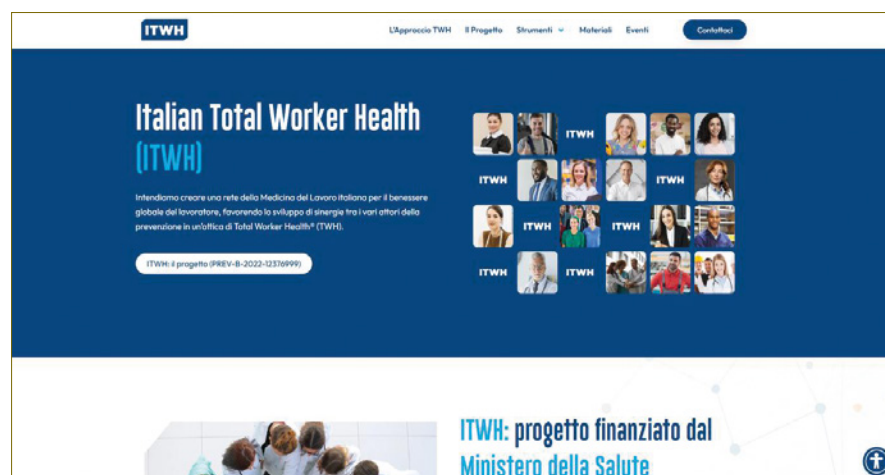 ITWH
L'Approccio TWH Il Progetto Strumenti Materiali Eventi Contattaci
Italian Total Worker Health
(ITWH)
Intendiamo creare una rete della Medicina del Lavoro italiana per il benessere
globale del lavoratore, favorendo lo sviluppo di sinergie tra i vari attori della
prevenzione in un'ottica di Total Worker Health® (TWH).
ITWH: il progetto (PREV-B-2022-12376999)
ITWH
ITWH ITWH
ITWH ITWH
ITWH ITWH
ITWH: progetto finanziato dal
Ministero della Salute